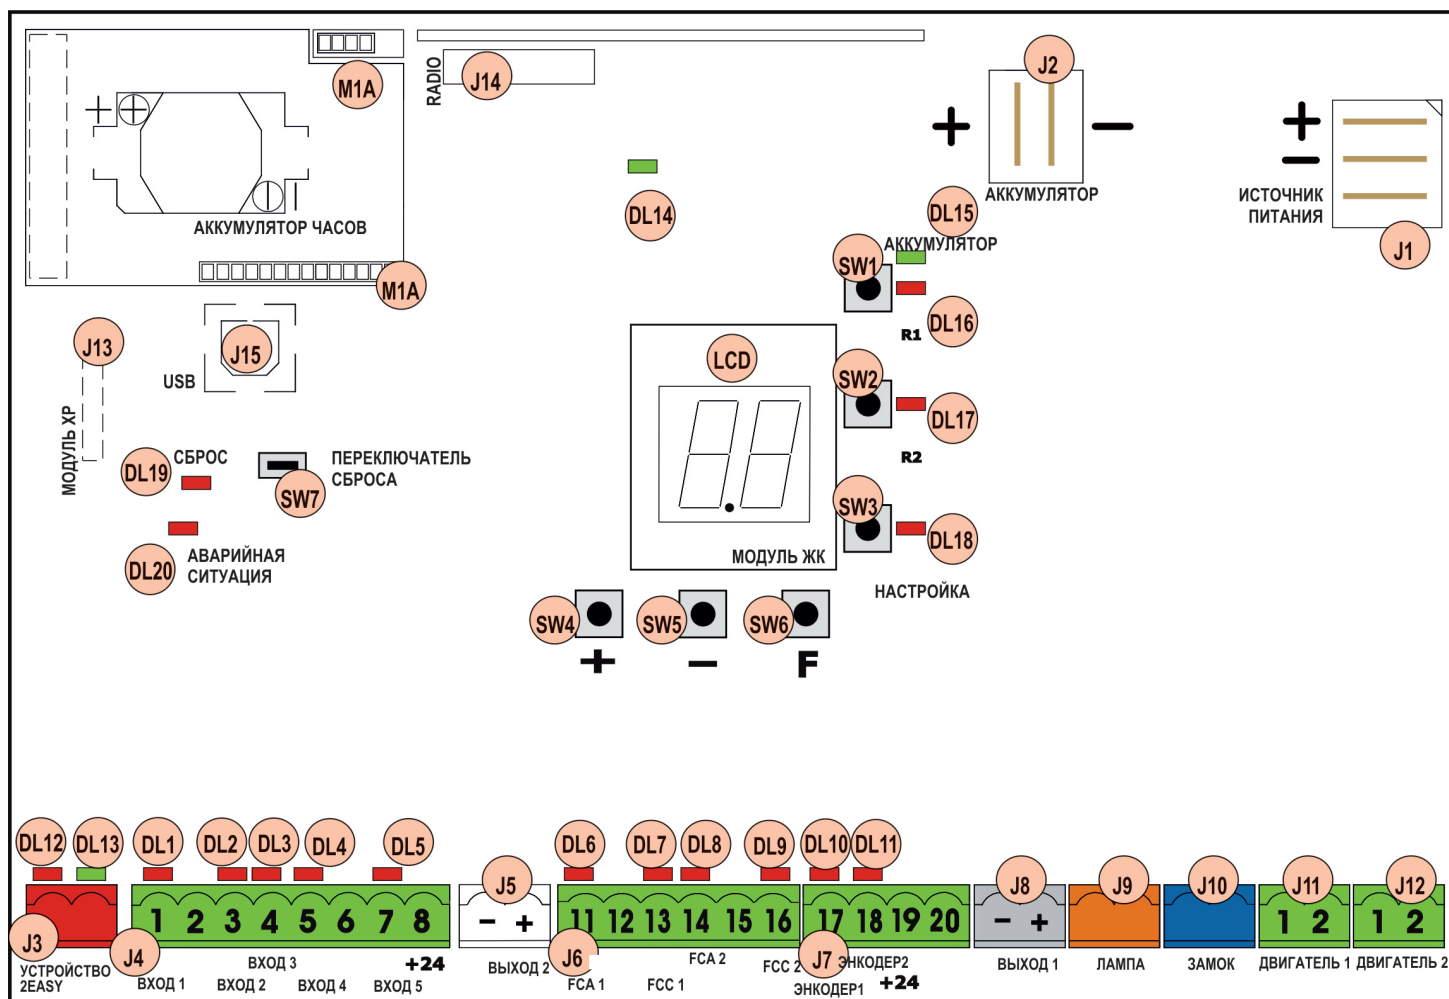 M1A
RADIO
J14
J2
+
−
АККУМУЛЯТОР
+
−
ИСТОЧНИК
ПИТАНИЯ
J1
+
−
АККУМУЛЯТОР ЧАСОВ
M1A
DL14
DL15
АККУМУЛЯТОР
SW1
DL16
R1
J13
МОДУЛЬ XP
J15
USB
LCD
МОДУЛЬ ЖК
SW2
DL17
R2
SW3
DL18
НАСТРОЙКА
DL19
СБРОС
ПЕРЕКЛЮЧАТЕЛЬ
СБРОСА
SW7
DL20
АВАРИЙНАЯ
СИТУАЦИЯ
SW4
SW5
SW6
+
−
F
DL12
DL13
DL1
DL2
DL3
DL4
DL5
DL6
DL7
DL8
DL9
DL10
DL11
J3
J4
1 2 3 4 5 6 7 8
J5
− +
J6
11 12 13 14 15 16
J7
17 18 19 20
J8
− +
J9
J10
J11
1 2
J12
1 2
УСТРОЙСТВО
2EASY
ВХОД 1
ВХОД 2
ВХОД 3
ВХОД 4
ВХОД 5
+24
ВЫХОД 2
FCA 1
FCC 1
FCA 2
FCC 2
ЭНКОДЕР2
ЭНКОДЕР1
+24
ВЫХОД 1
ЛАМПА
ЗАМОК
ДВИГАТЕЛЬ 1
ДВИГАТЕЛЬ 2